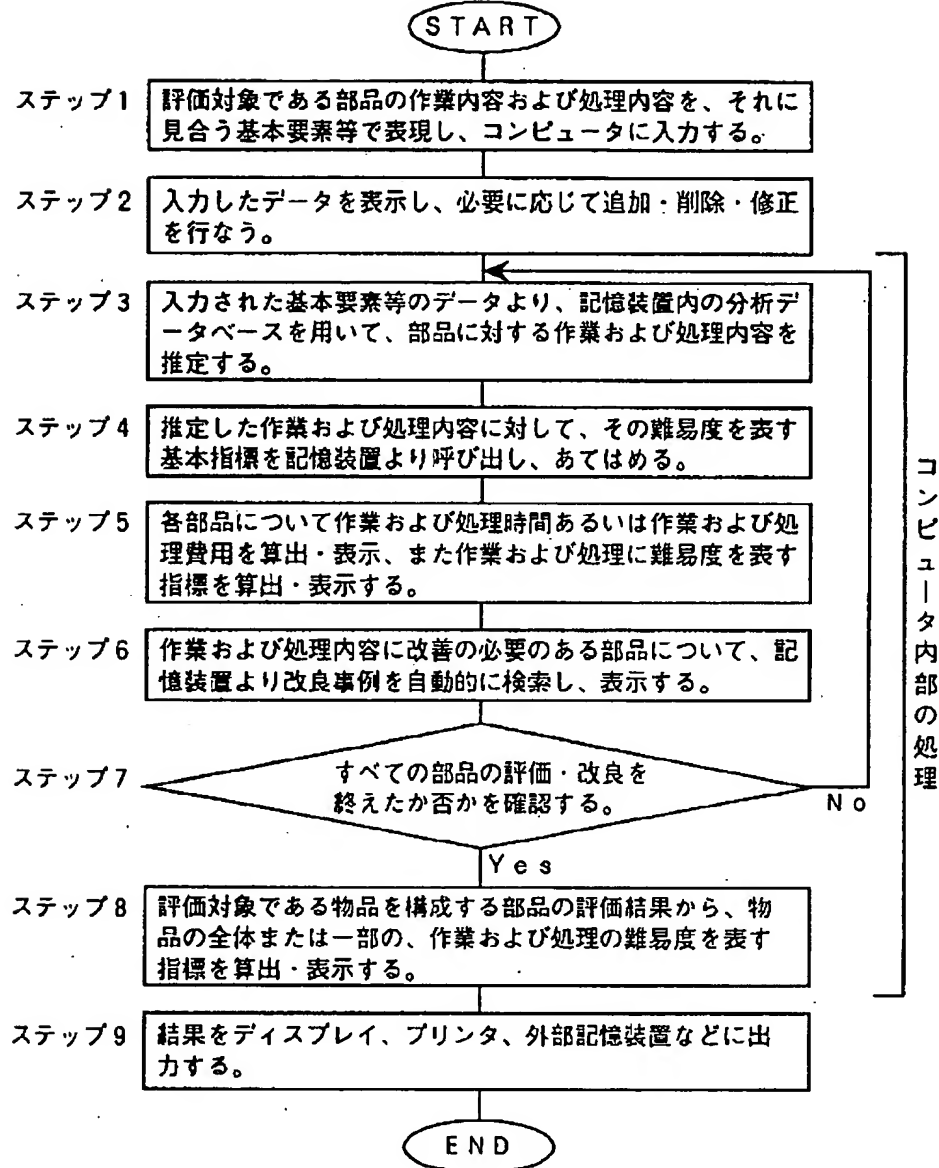 START
ステップ1
評価対象である部品の作業内容および処理内容を、それに
見合う基本要素等で表現し、コンピュータに入力する。
ステップ2
入力したデータを表示し、必要に応じて追加・削除・修正
を行なう。
ステップ3
入力された基本要素等のデータより、記憶装置内の分析デ
ータベースを用いて、部品に対する作業および処理内容を
推定する。
ステップ4
推定した作業および処理内容に対して、その難易度を表す
基本指標を記憶装置より呼び出し、あてはめる。
ステップ5
各部品について作業および処理時間あるいは作業および処
理費用を算出・表示、また作業および処理に難易度を表す
指標を算出・表示する。
ステップ6
作業および処理内容に改善の必要のある部品について、記
憶装置より改良事例を自動的に検索し、表示する。
ステップ7
すべての部品の評価・改良を
終えたか否かを確認する。
No
Yes
ステップ8
評価対象である物品を構成する部品の評価結果から、物
品の全体または一部の、作業および処理の難易度を表す
指標を算出・表示する。
コンピュータ内部の処理
ステップ9
結果をディスプレイ、プリンタ、外部記憶装置などに出
力する。
END